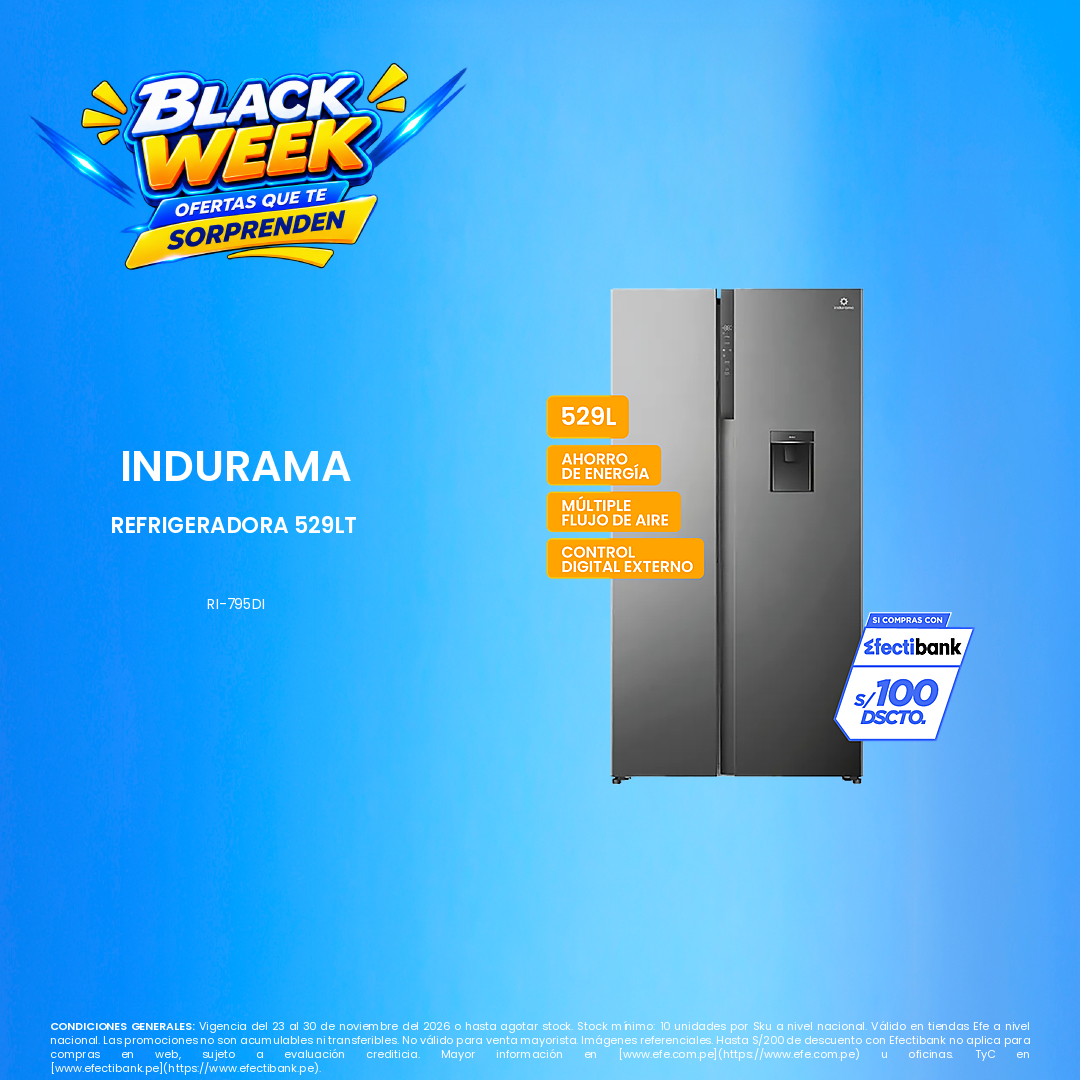 BLACK
WEEK
OFERTAS QUE TE
SORPRENDEN
529L
AHORRO
DE ENERGÍA
MÚLTIPLE
FLUJO DE AIRE
CONTROL
DIGITAL EXTERNO
INDURAMA
REFRIGERADORA 529LT
RI-795DI
SI COMPRAS CON
Efectibank
S/100
DSCTO.
CONDICIONES GENERALES: Vigencia del 23 al 30 de noviembre del 2026 o hasta agotar stock. Stock mínimo: 10 unidades por Sku a nivel nacional. Válido en tiendas Efe a nivel
nacional. Las promociones no son acumulables ni transferibles. No válido para venta mayorista. Imágenes referenciales. Hasta S/200 de descuento con Efectibank no aplica para
compras en web, sujeto a evaluación crediticia. Mayor información en [www.efe.com.pe](https://www.efe.com.pe) u oficinas. TyC en
[www.efectibank.pe](https://www.efectibank.pe).